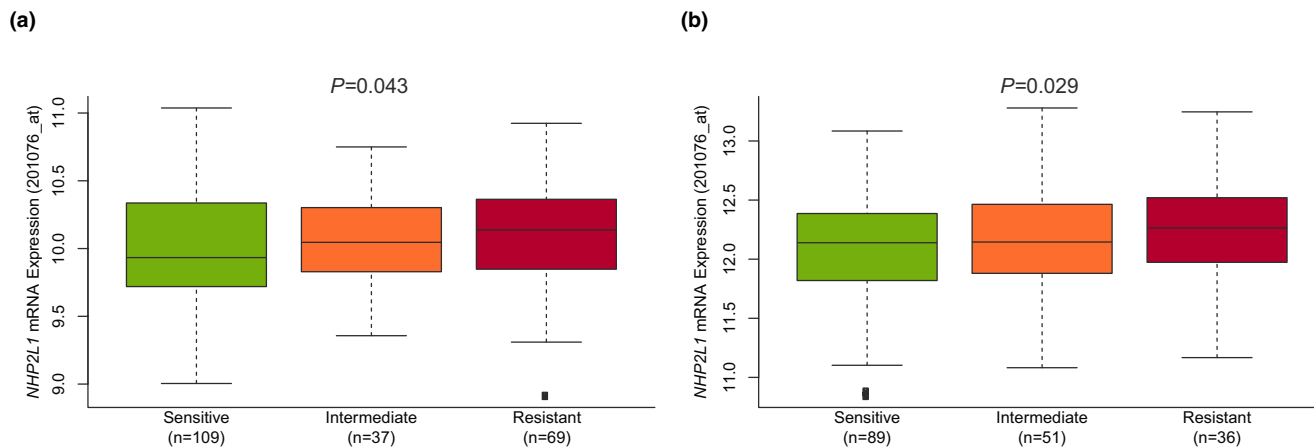 (a)
P=0.043
NHP2L1 mRNA Expression (201076_at)
11.0
10.5
10.0
9.5
9.0
Sensitive
(n=109)
Intermediate
(n=37)
Resistant
(n=69)
(b)
P=0.029
NHP2L1 mRNA Expression (201076_at)
13.0
12.5
12.0
11.5
11.0
Sensitive
(n=89)
Intermediate
(n=51)
Resistant
(n=36)